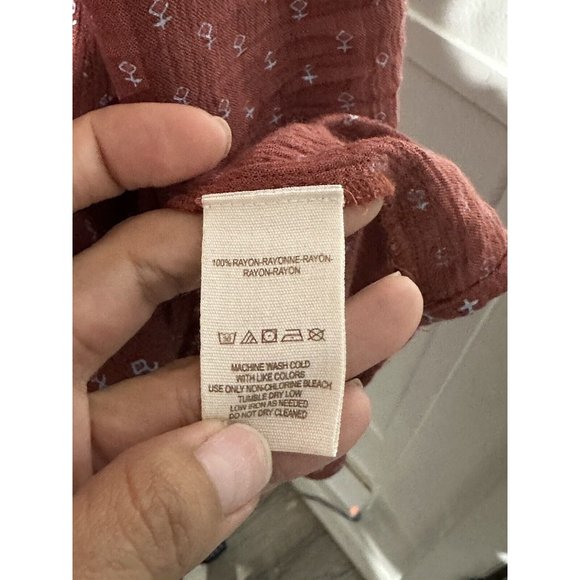 100%RAYON-RAYONNE-RAYON-
RAYON-RAYON
MACHINE WASH COLD
WITH LIKE COLORS
USE ONLY NON-CHLORINE BLEACH
TUMBLE DRY LOW
LOW IRON AS NEEDED
DO NOT DRY CLEANED